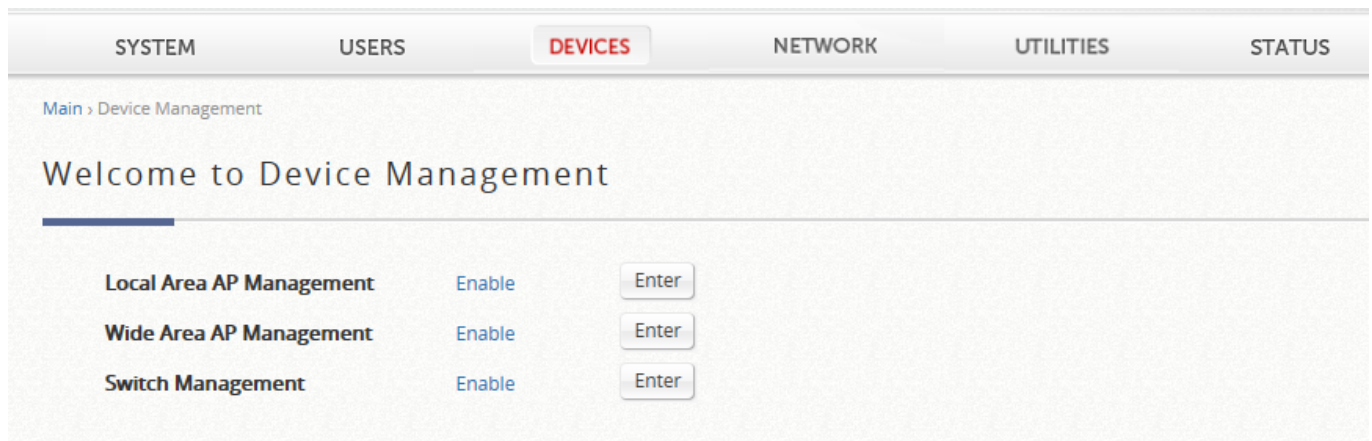 SYSTEM USERS DEVICES NETWORK UTILITIES STATUS
Main › Device Management
Welcome to Device Management
Local Area AP Management Enable Enter
Wide Area AP Management Enable Enter
Switch Management Enable Enter